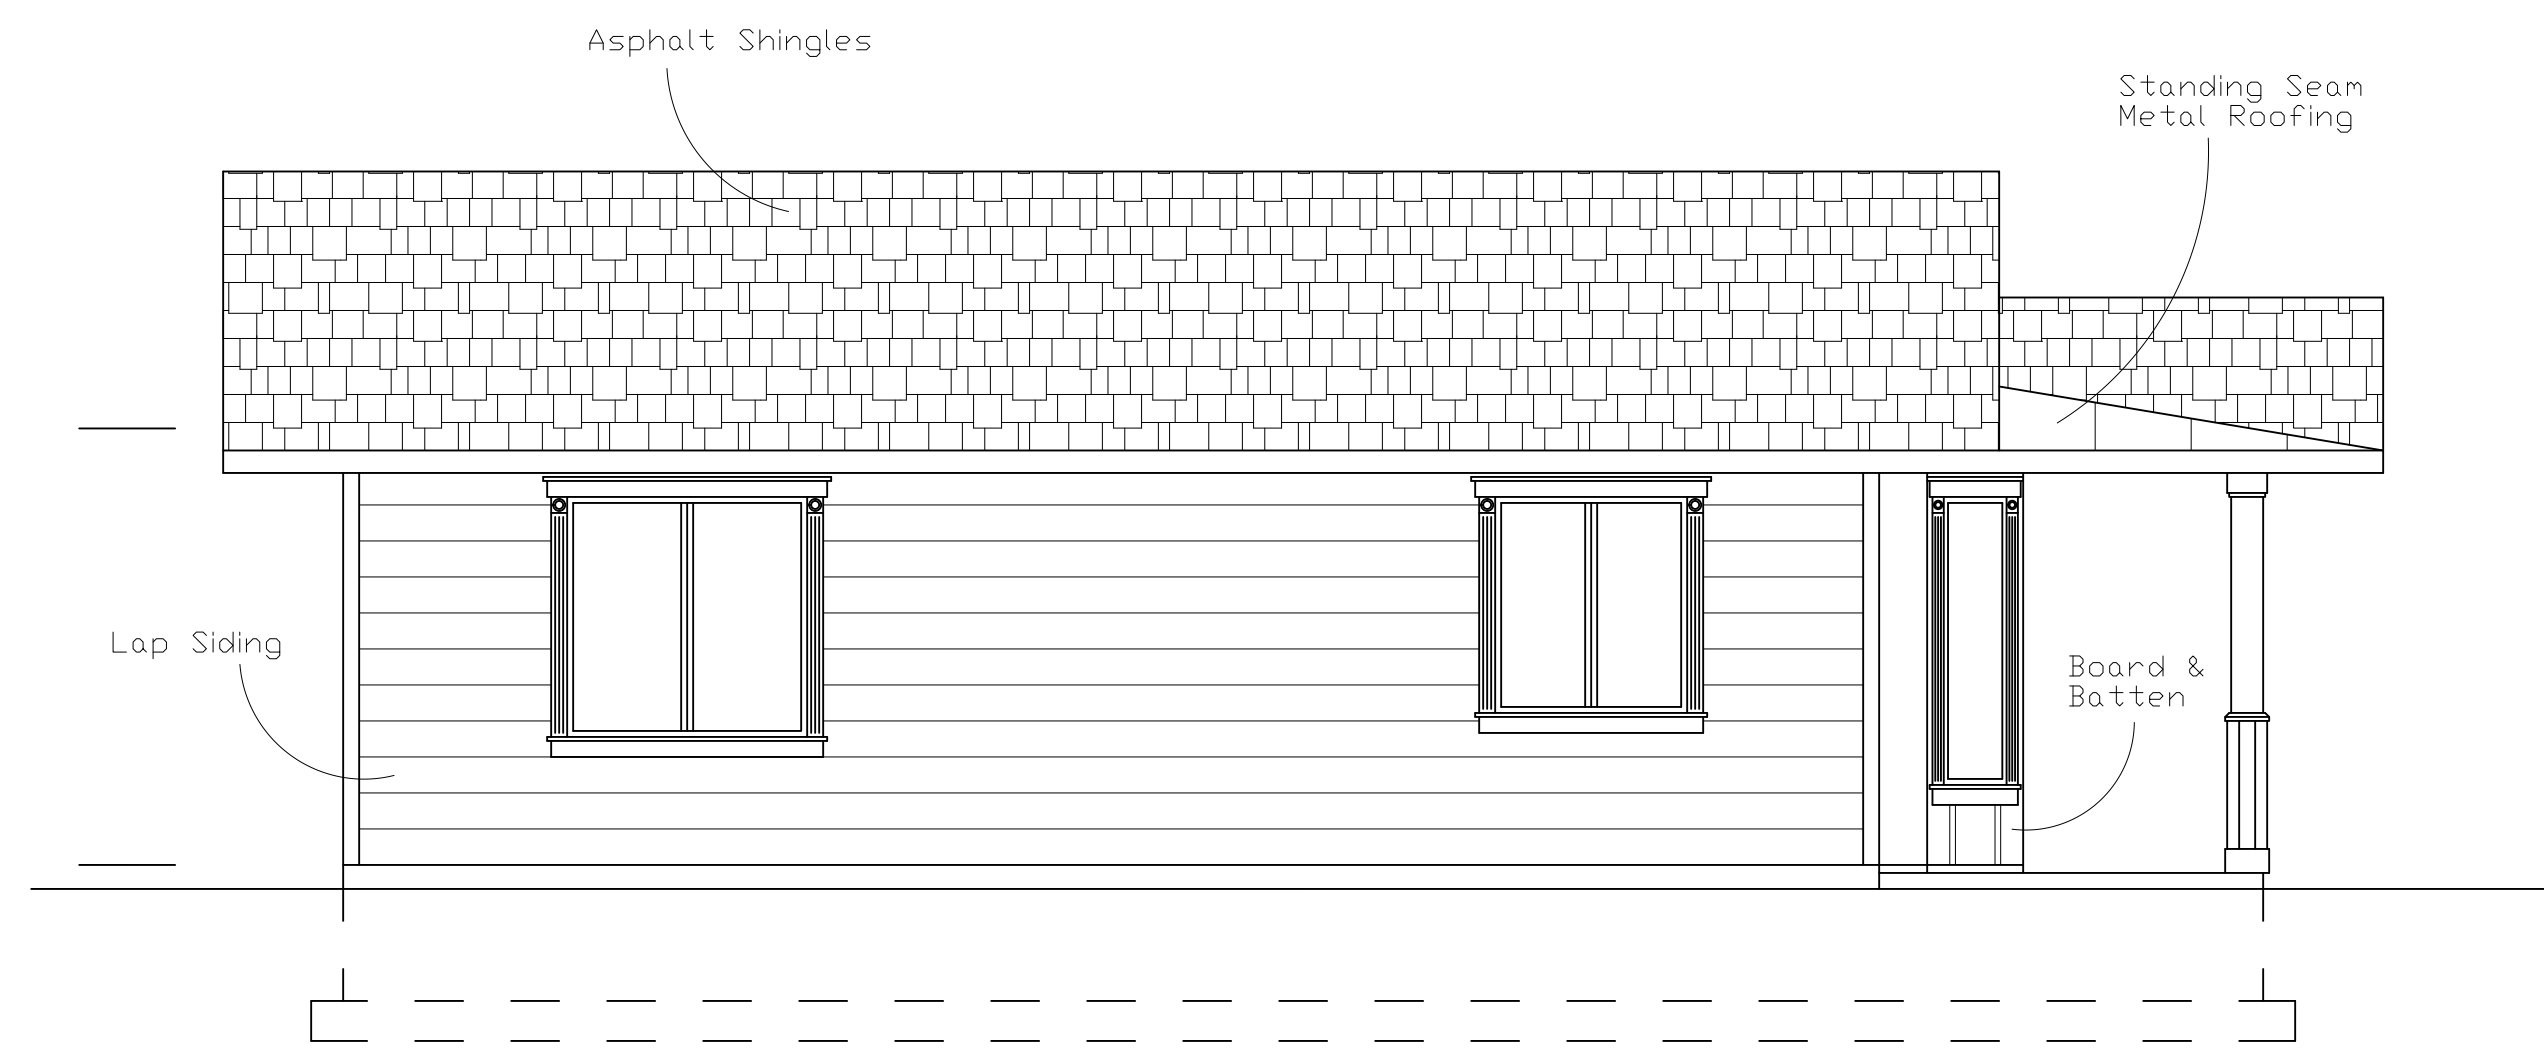 Asphalt Shingles
Standing Seam
Metal Roofing
Lap Siding
Board &
Batten